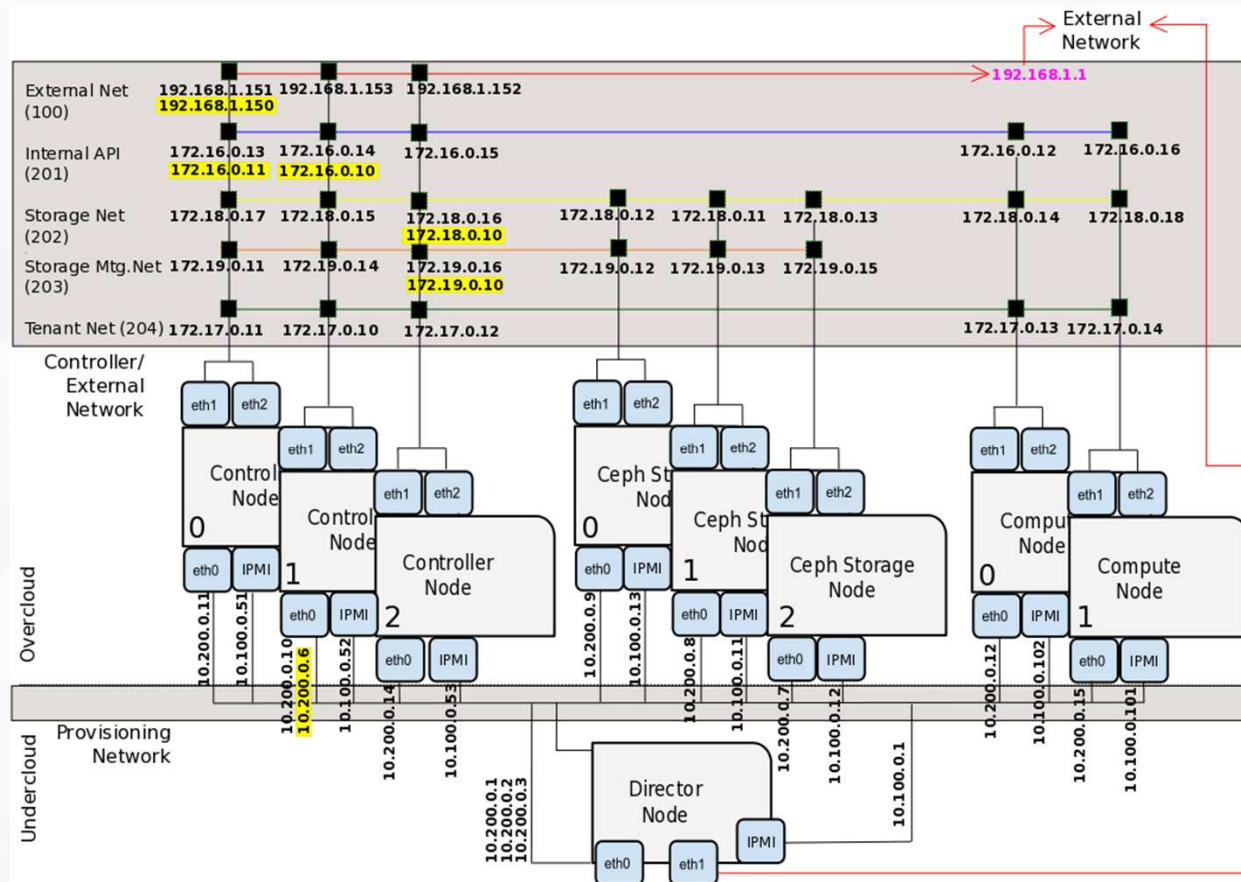 External
Network
External Net
(100)
192.168.1.151 192.168.1.153 192.168.1.152
192.168.1.1
192.168.1.150
Internal API
(201)
172.16.0.13 172.16.0.14 172.16.0.15 172.16.0.12 172.16.0.16
172.16.0.11 172.16.0.10
Storage Net
(202)
172.18.0.17 172.18.0.15 172.18.0.16 172.18.0.12 172.18.0.11 172.18.0.13 172.18.0.14 172.18.0.18
172.18.0.10
Storage Mtg.Net
(203)
172.19.0.11 172.19.0.14 172.19.0.16 172.19.0.12 172.19.0.13 172.19.0.15
172.19.0.10
Tenant Net (204) 172.17.0.11 172.17.0.10 172.17.0.12 172.17.0.13 172.17.0.14
Controller/
External
Network
eth1 eth2
Control
Node
0
eth0 IPMI
10.200.0.11
10.100.0.51
eth1 eth2
Control
Node
1
eth0 IPMI
10.200.0.10
10.200.0.6
10.100.0.52
eth1 eth2
Controller
Node
2
eth0 IPMI
10.200.0.14
10.100.0.53
eth1 eth2
Ceph St
Nod
0
eth0 IPMI
10.200.0.9
10.100.0.13
eth1 eth2
Ceph St
Nod
1
eth0 IPMI
10.200.0.8
10.100.0.11
eth1 eth2
Ceph Storage
Node
2
eth0 IPMI
10.200.0.7
10.100.0.12
eth1 eth2
Comput
Node
0
eth0 IPMI
10.200.0.12
10.100.0.102
eth1 eth2
Compute
Node
1
eth0 IPMI
10.200.0.15
10.100.0.101
Overcloud
Provisioning
Network
Undercloud
10.200.0.1
10.200.0.2
10.200.0.3
Director
Node
eth0 eth1 IPMI
10.100.0.1